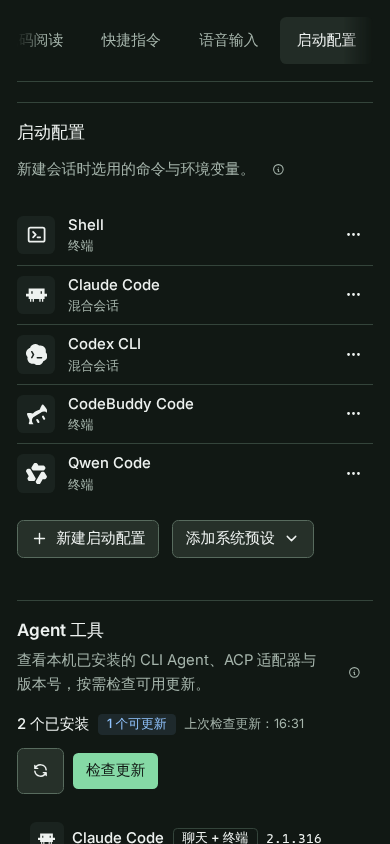 码阅读 快捷指令 语音输入 启动配置
启动配置
新建会话时选用的命令与环境变量。
Shell
终端
Claude Code
混合会话
Codex CLI
混合会话
CodeBuddy Code
终端
Qwen Code
终端
新建启动配置 添加系统预设
Agent 工具
查看本机已安装的 CLI Agent、ACP 适配器与
版本号，按需检查可用更新。
2 个已安装 1 个可更新 上次检查更新：16:31
检查更新
Claude Code 聊天 + 终端 2.1.316